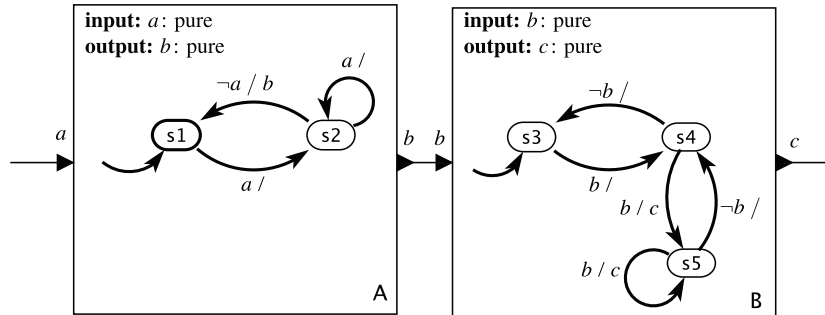 input: a: pure
output: b: pure
a /
¬a / b
s1
s2
a /
a
b
A
input: b: pure
output: c: pure
¬b /
s3
s4
b /
b / c
¬b /
b / c
s5
b
c
B